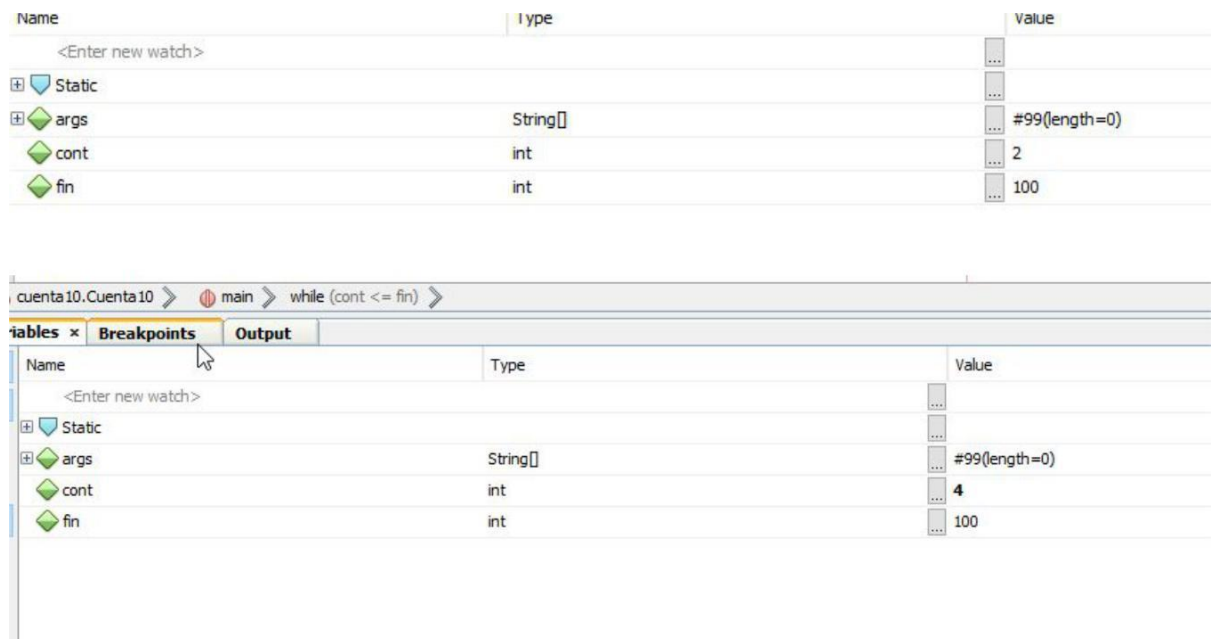 Name Type Value
<Enter new watch> ...
Static ...
args String[] ... #99(length=0)
cont int ... 2
fin int ... 100
cuenta10.Cuenta10 main while (cont <= fin)
riables × Breakpoints Output
Name Type Value
<Enter new watch> ...
Static ...
args String[] ... #99(length=0)
cont int ... 4
fin int ... 100